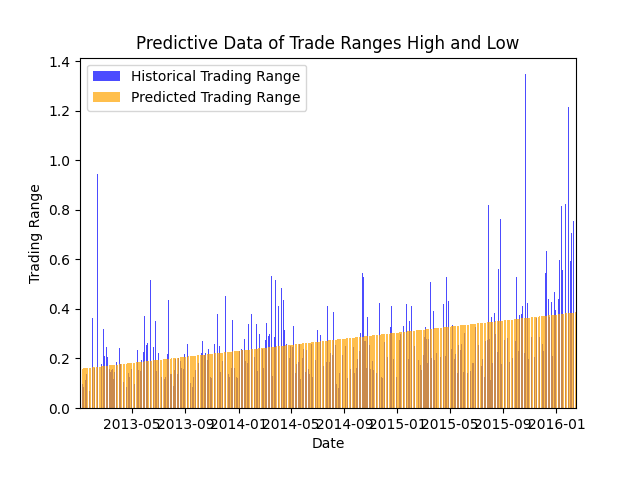 Predictive Data of Trade Ranges High and Low
Historical Trading Range
Predicted Trading Range
Trading Range
1.4
1.2
1.0
0.8
0.6
0.4
0.2
0.0
2013-05 2013-09 2014-01 2014-05 2014-09 2015-01 2015-05 2015-09 2016-01
Date